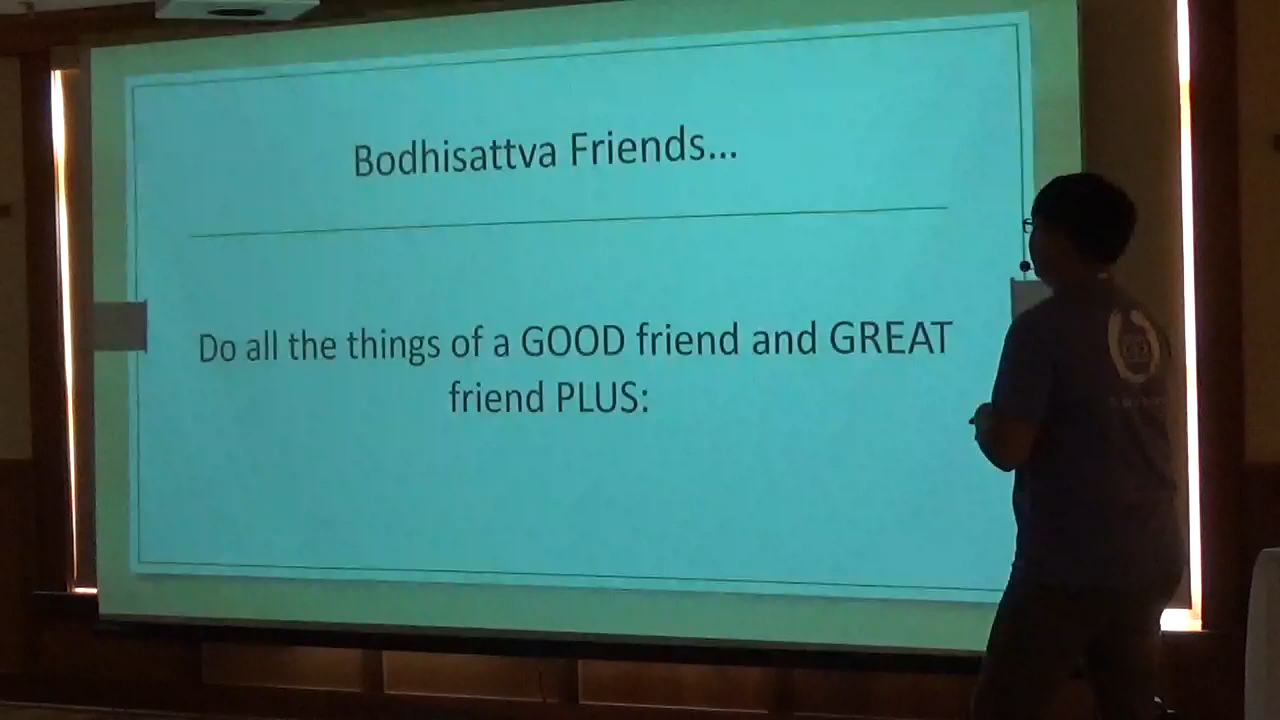 Bodhisattva Friends...
Do all the things of a GOOD friend and GREAT
friend PLUS: